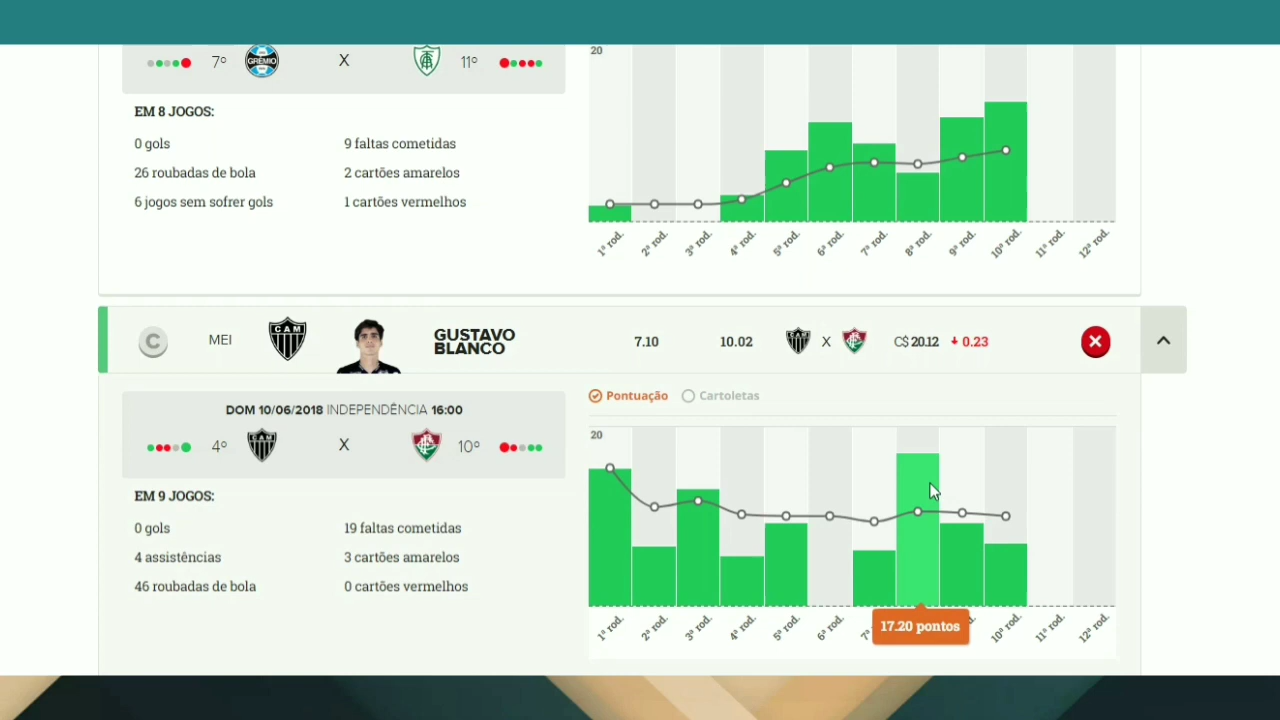 20
7º
GRÊMIO
X
11º
EM 8 JOGOS:
0 gols
9 faltas cometidas
26 roubadas de bola
2 cartões amarelos
6 jogos sem sofrer gols
1 cartões vermelhos
1ª rod.
2ª rod.
3ª rod.
4ª rod.
5ª rod.
6ª rod.
7ª rod.
8ª rod.
9ª rod.
10ª rod.
11ª rod.
12ª rod.
C
MEI
CAM
GUSTAVO
BLANCO
7.10
10.02
X
C$ 20.12
0.23
DOM 10/06/2018 INDEPENDÊNCIA 16:00
4º
CAM
X
10º
EM 9 JOGOS:
0 gols
19 faltas cometidas
4 assistências
3 cartões amarelos
46 roubadas de bola
0 cartões vermelhos
Pontuação
Cartoletas
20
17.20 pontos
1ª rod.
2ª rod.
3ª rod.
4ª rod.
5ª rod.
6ª rod.
10ª rod.
11ª rod.
12ª rod.